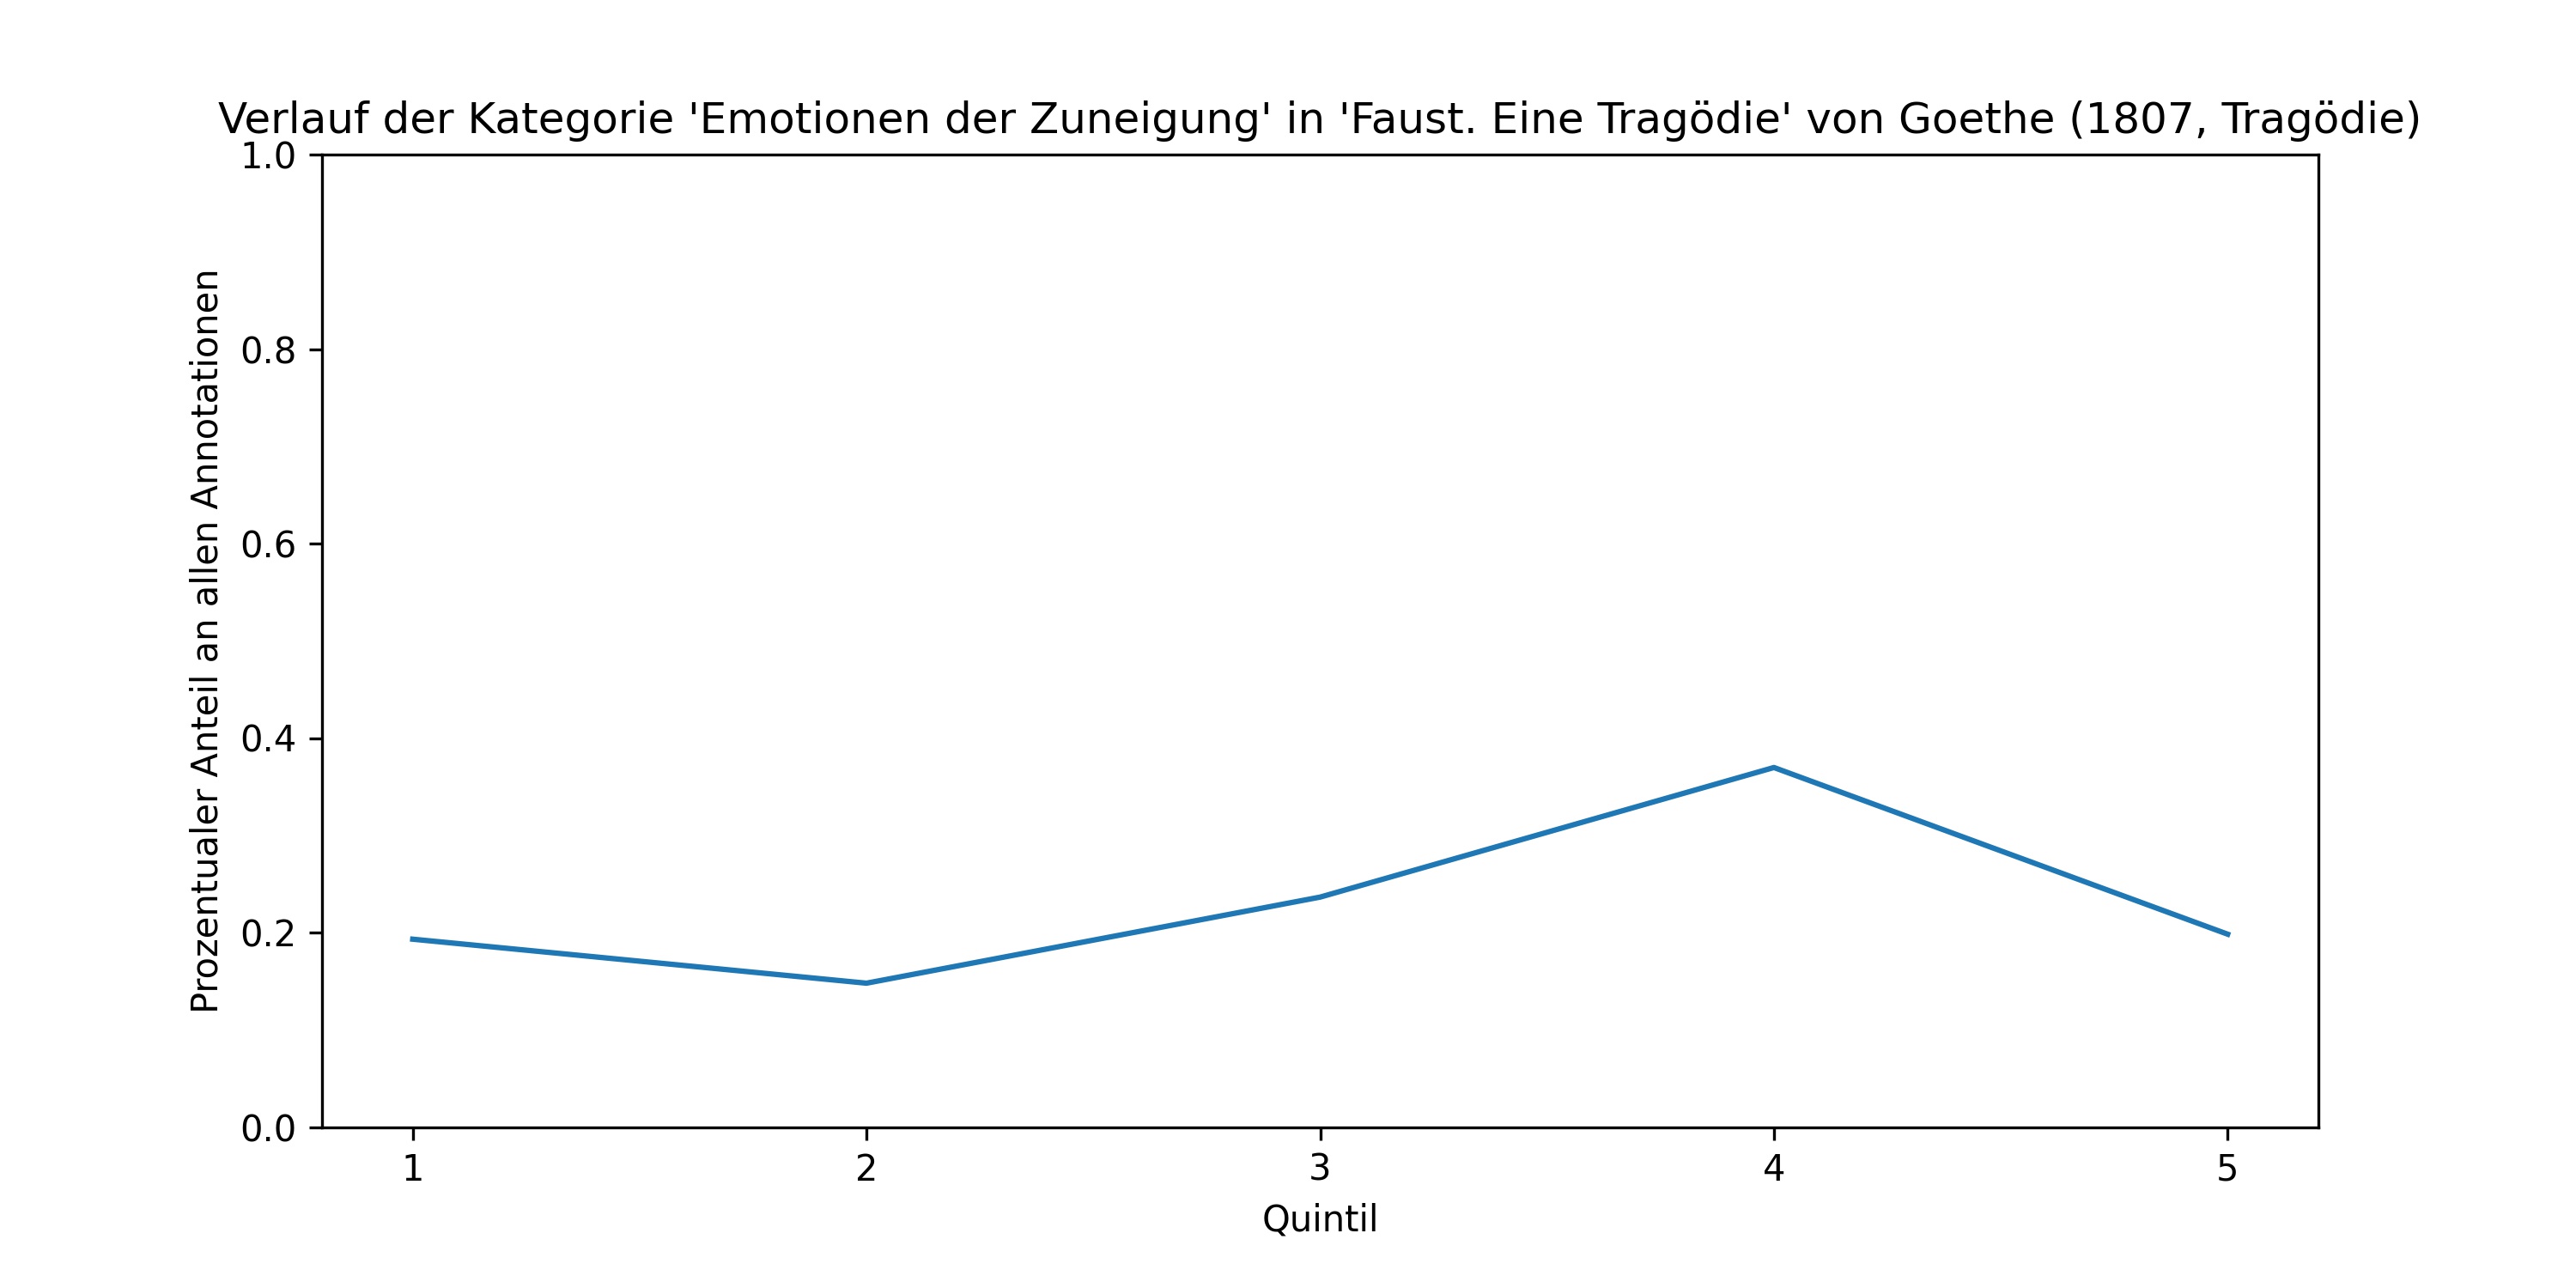 Verlauf der Kategorie 'Emotionen der Zuneigung' in 'Faust. Eine Tragödie' von Goethe (1807, Tragödie)
Prozentualer Anteil an allen Annotationen
1.0
0.8
0.6
0.4
0.2
0.0
1 2 3 4 5
Quintil